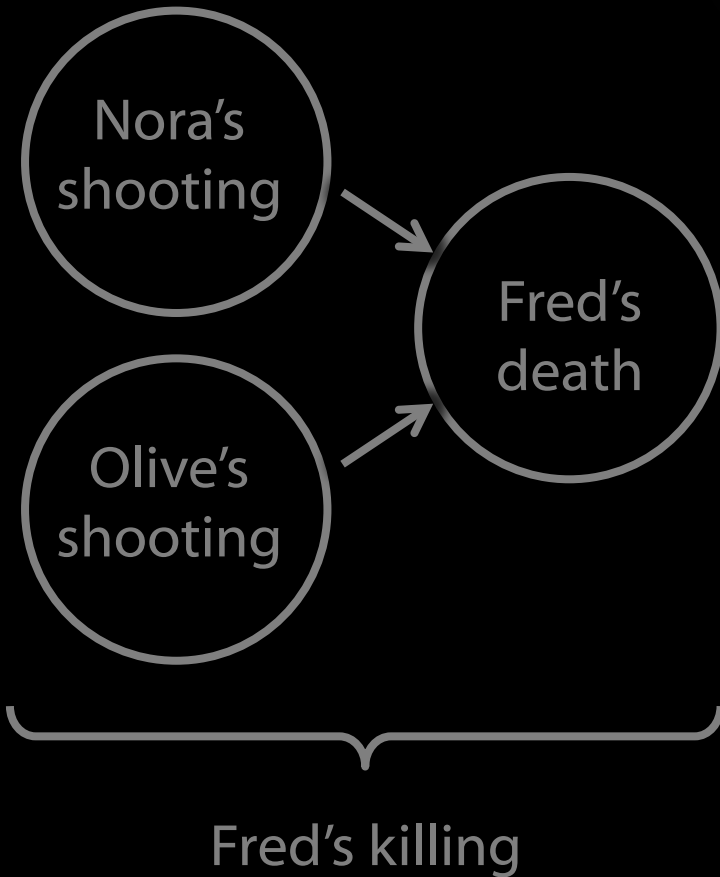 Nora’s
shooting
Fred’s
death
Olive’s
shooting
Fred’s killing